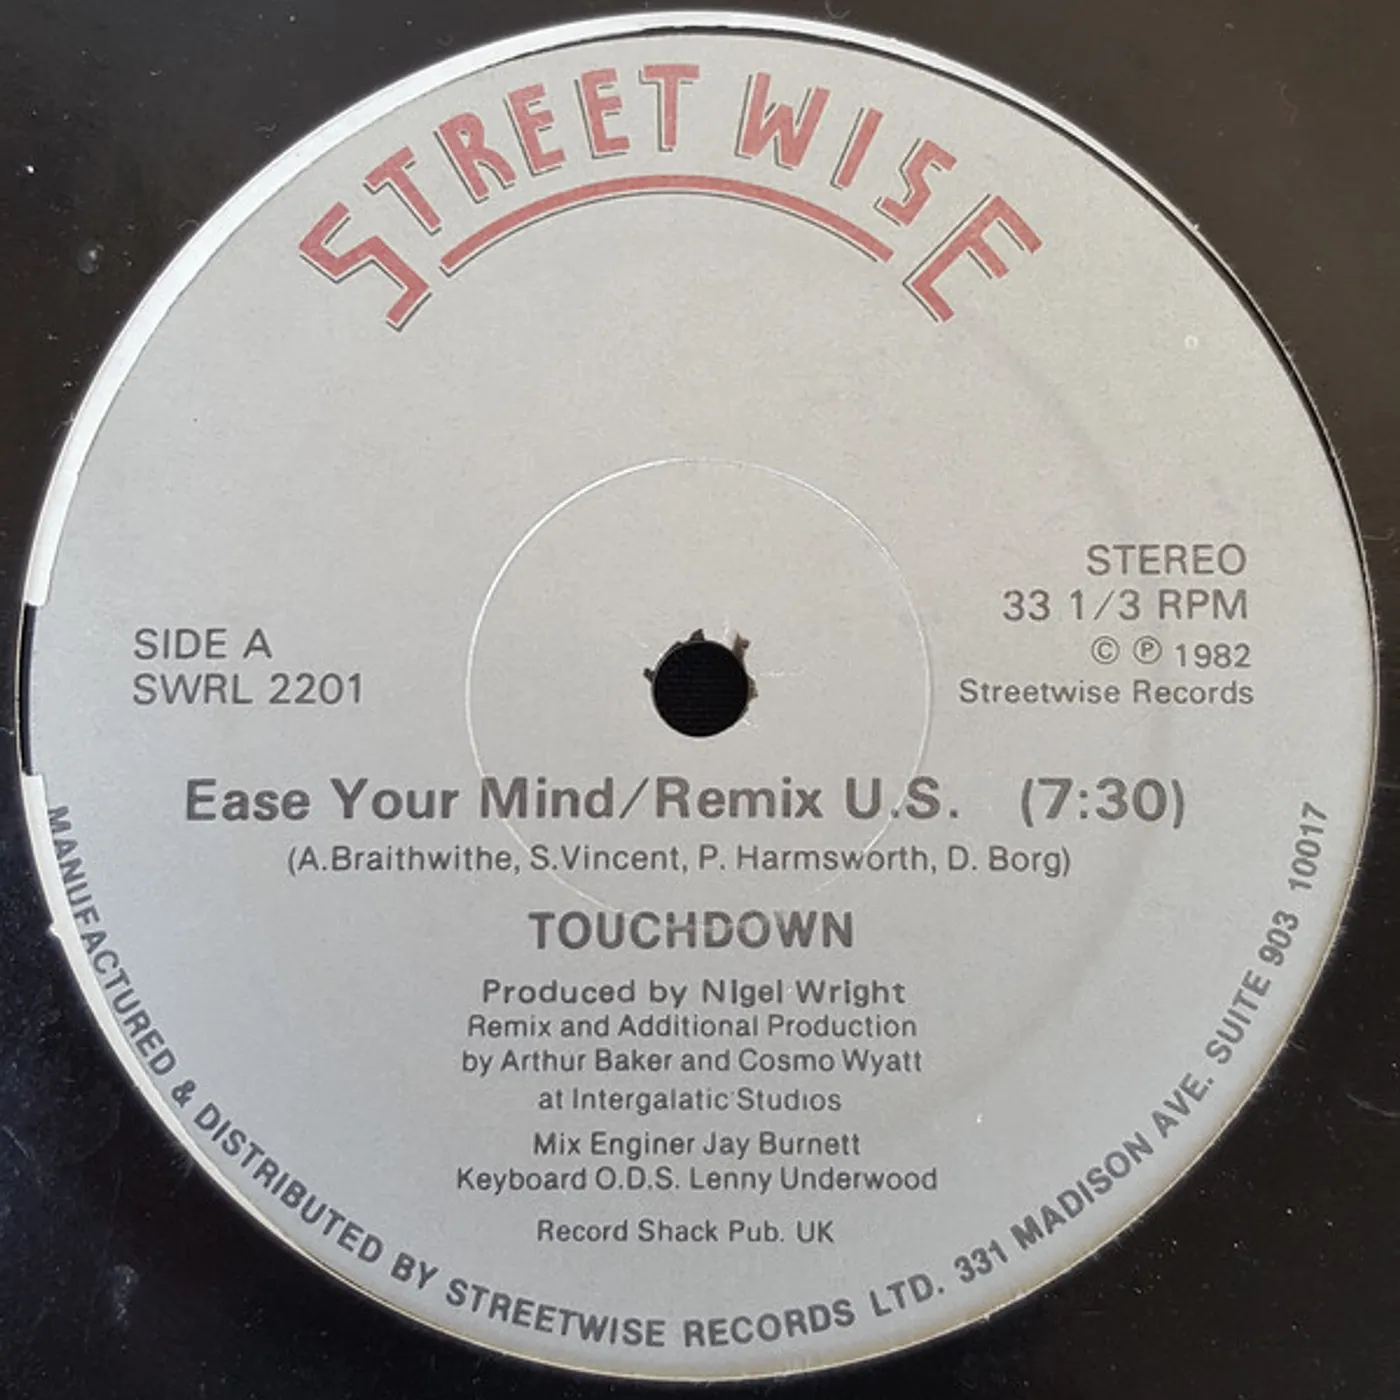 STREET WISE
STEREO
33 1/3 RPM
© ℗ 1982
Streetwise Records
SIDE A
SWRL 2201
Ease Your Mind/Remix U.S. (7:30)
(A.Braithwithe, S.Vincent, P. Harmsworth, D. Borg)
TOUCHDOWN
Produced by Nigel Wright
Remix and Additional Production
by Arthur Baker and Cosmo Wyatt
at Intergalatic Studios
Mix Enginer Jay Burnett
Keyboard O.D.S. Lenny Underwood
Record Shack Pub. UK
MANUFACTURED & DISTRIBUTED BY STREETWISE RECORDS LTD. 331 MADISON AVE. SUITE 903 10017